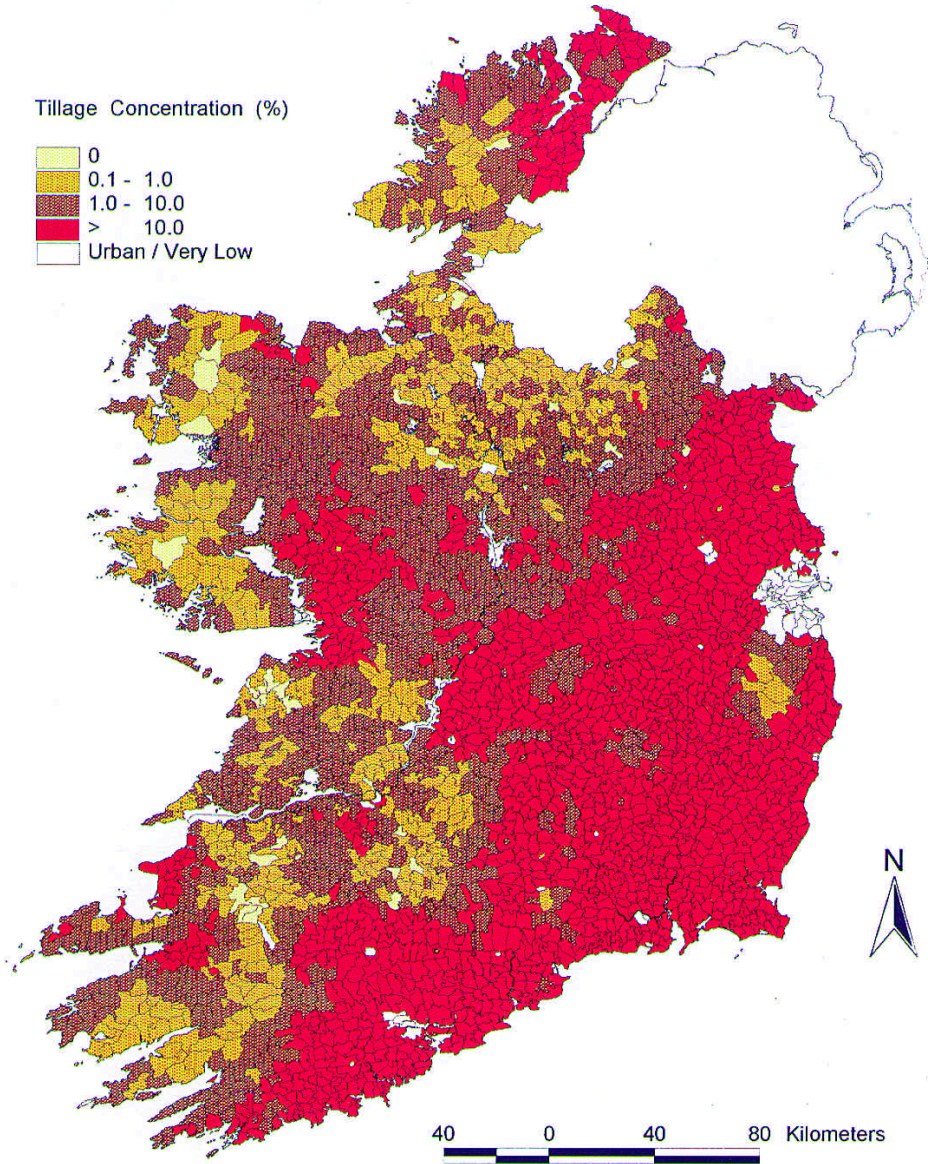 Tillage Concentration (%)
0
0.1 - 1.0
1.0 - 10.0
> 10.0
Urban / Very Low
N
40 0 40 80 Kilometers